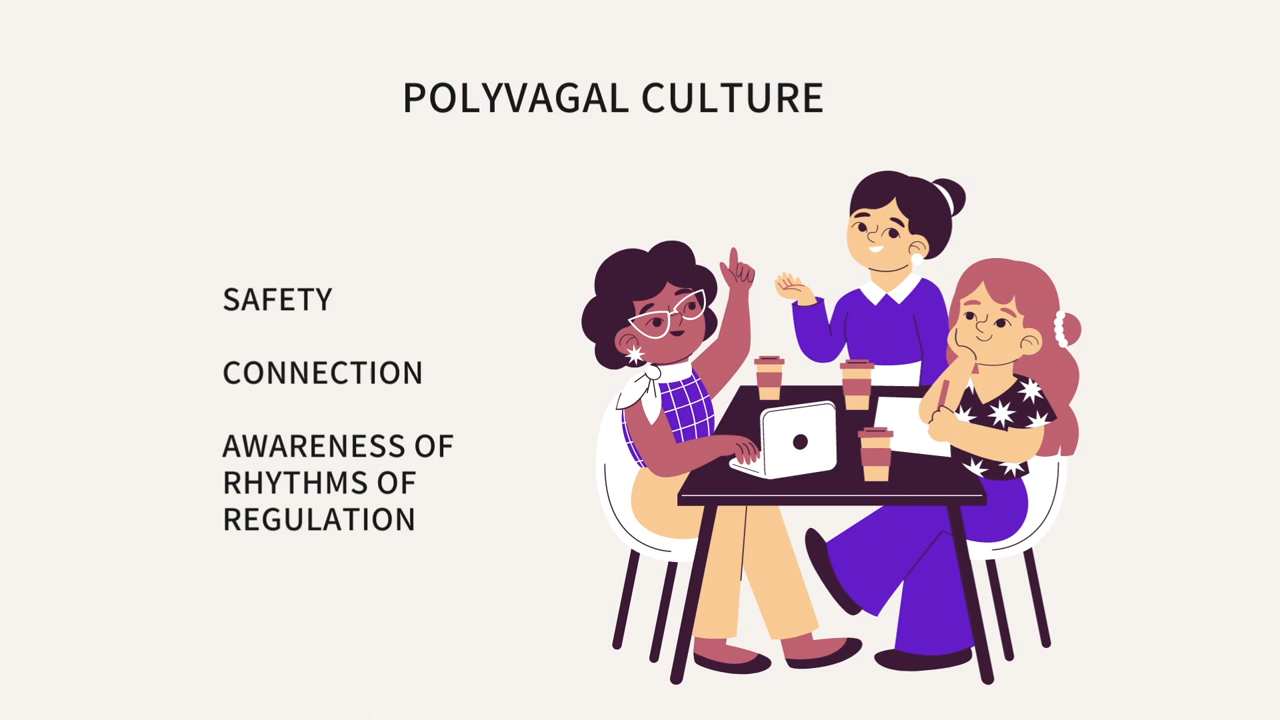 POLYVAGAL CULTURE
SAFETY
CONNECTION
AWARENESS OF
RHYTHMS OF
REGULATION